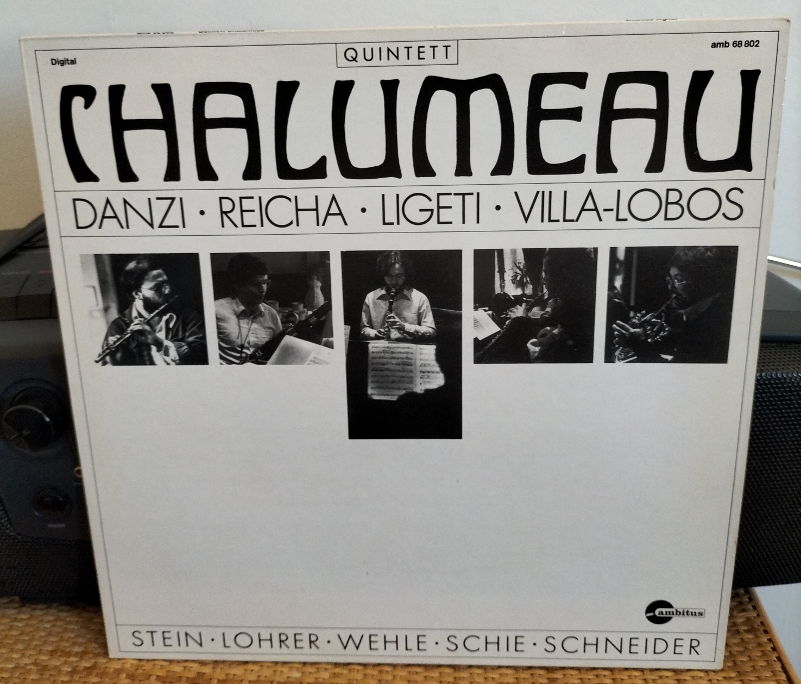 Digital
QUINTETT
amb 68 802
CHALUMEAU
DANZI · REICHA · LIGETI · VILLA-LOBOS
ambitus
STEIN · LOHRER · WEHLE · SCHIE · SCHNEIDER